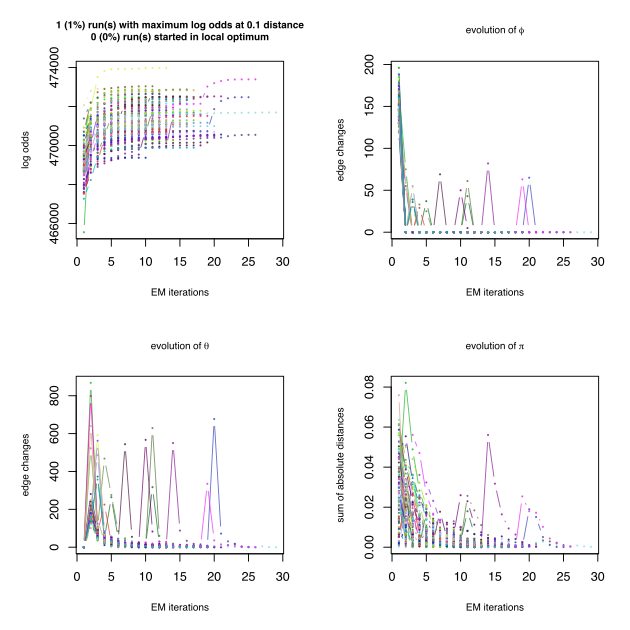 1 (1%) run(s) with maximum log odds at 0.1 distance
0 (0%) run(s) started in local optimum
log odds
474000
470000
466000
0 5 10 15 20 25 30
EM iterations
evolution of ϕ
edge changes
200
150
100
50
0
0 5 10 15 20 25 30
EM iterations
evolution of θ
edge changes
800
600
400
200
0
0 5 10 15 20 25 30
EM iterations
evolution of π
sum of absolute distances
0.08
0.06
0.04
0.02
0.00
0 5 10 15 20 25 30
EM iterations